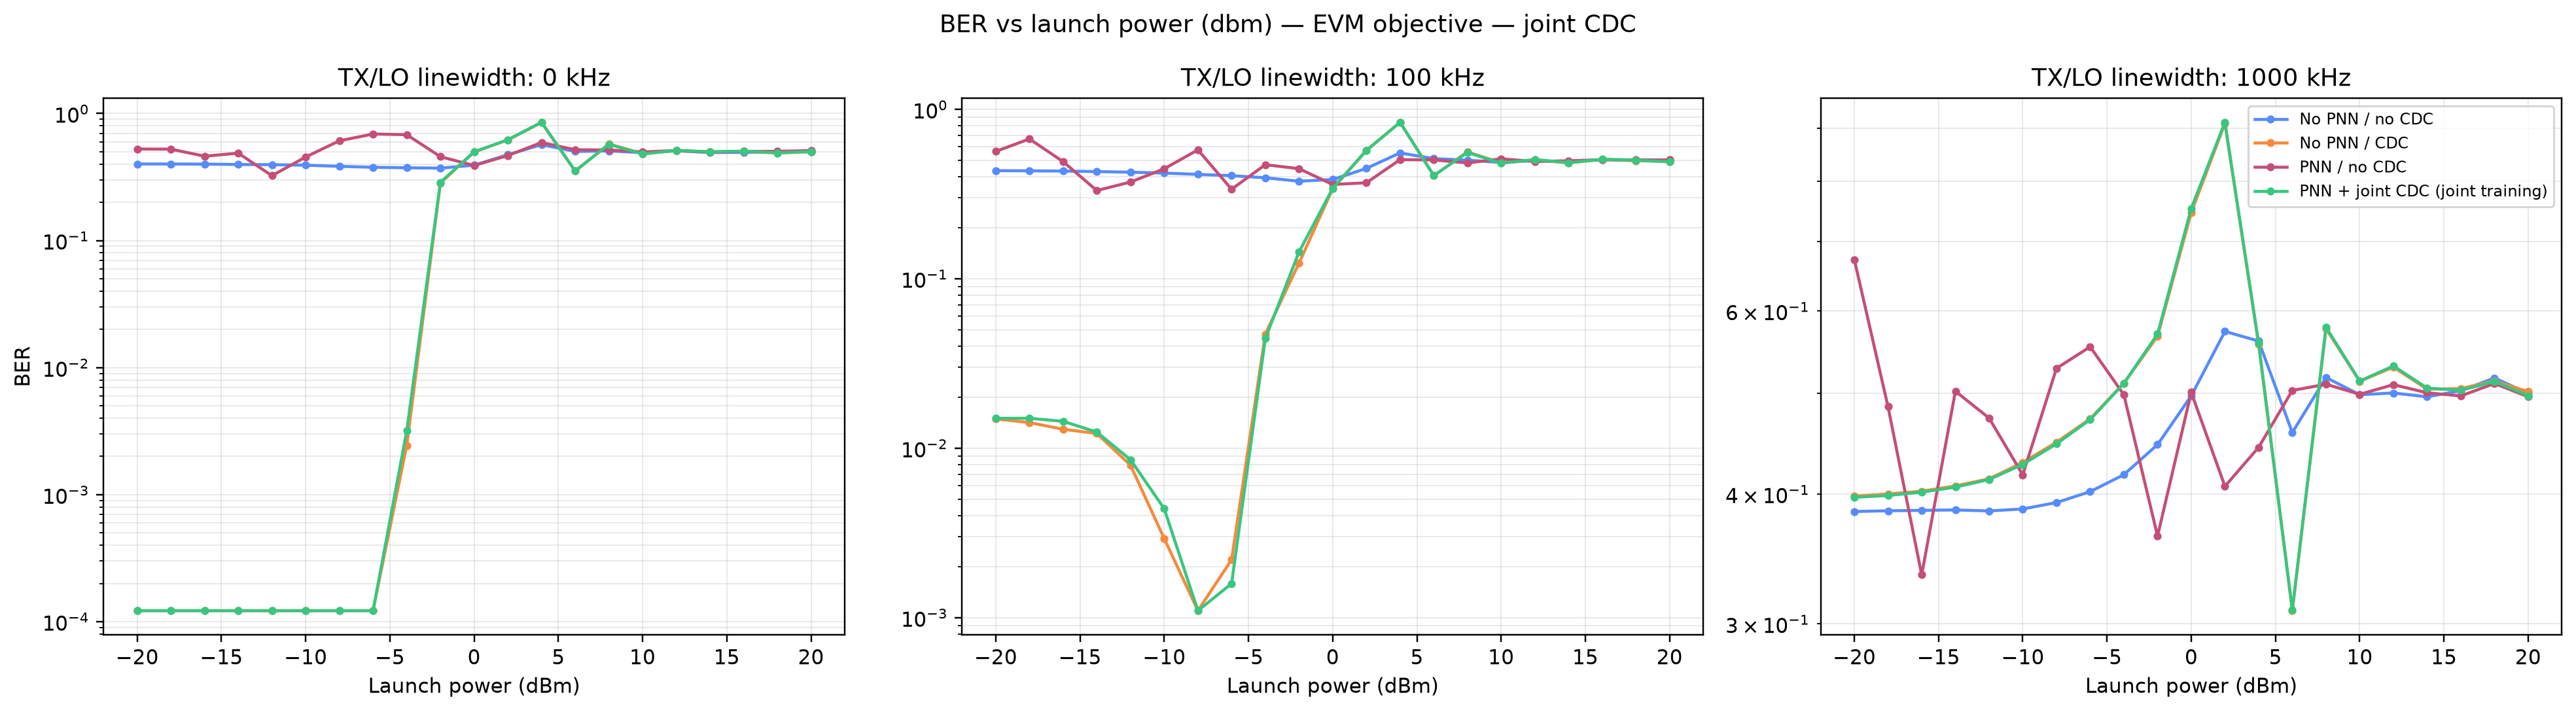 BER vs launch power (dbm) — EVM objective — joint CDC
TX/LO linewidth: 0 kHz
10⁰
10⁻¹
10⁻²
10⁻³
10⁻⁴
BER
−20 −15 −10 −5 0 5 10 15 20
Launch power (dBm)
TX/LO linewidth: 100 kHz
10⁰
10⁻¹
10⁻²
10⁻³
−20 −15 −10 −5 0 5 10 15 20
Launch power (dBm)
TX/LO linewidth: 1000 kHz
No PNN / no CDC
No PNN / CDC
PNN / no CDC
PNN + joint CDC (joint training)
6 × 10⁻¹
4 × 10⁻¹
3 × 10⁻¹
−20 −15 −10 −5 0 5 10 15 20
Launch power (dBm)